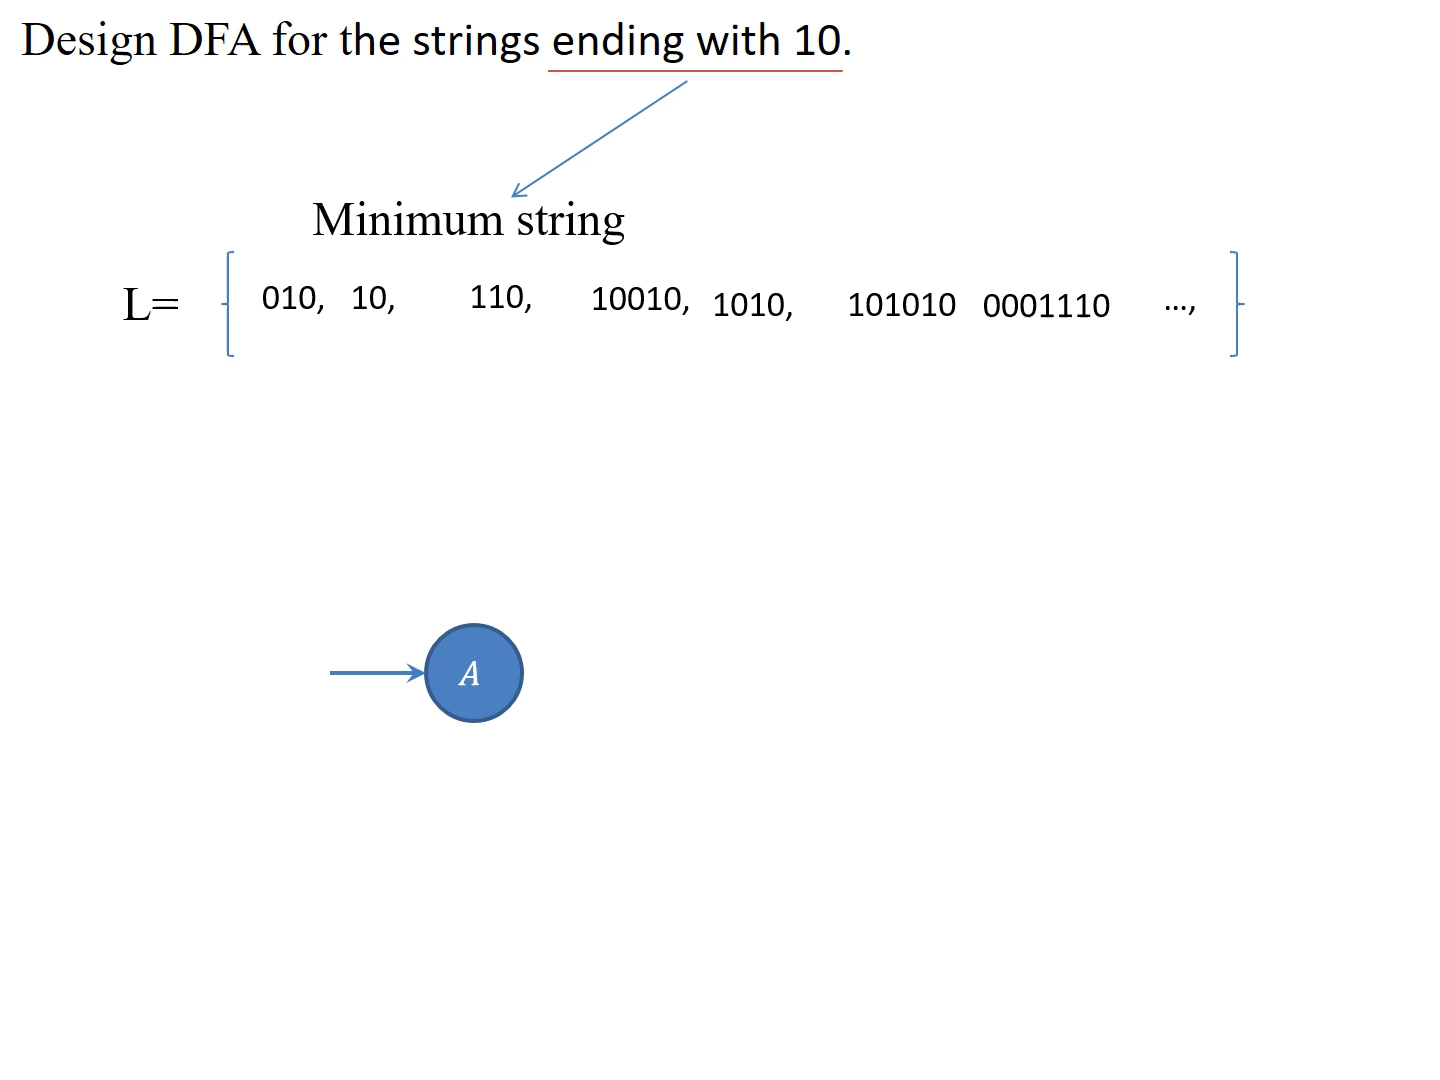 Design DFA for the strings ending with 10.
Minimum string
L= 010, 10, 110, 10010, 1010, 101010 0001110 ...,
A